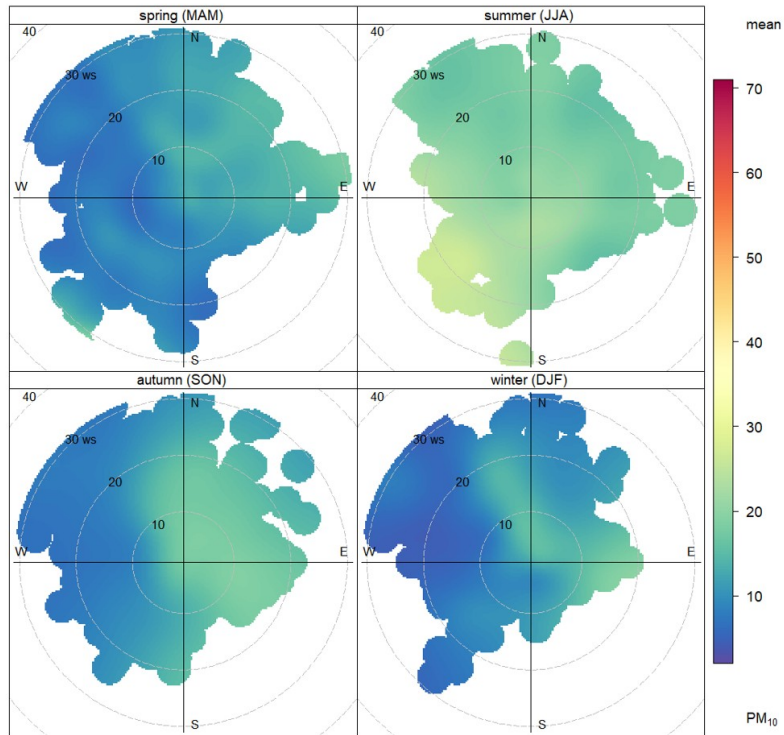 spring (MAM)
40
30 ws
20
10
N
W
E
S
summer (JJA)
40
30 ws
20
10
N
W
E
S
autumn (SON)
40
30 ws
20
10
N
W
E
S
winter (DJF)
40
30 ws
20
10
N
W
E
S
mean
70
60
50
40
30
20
10
PM₁₀